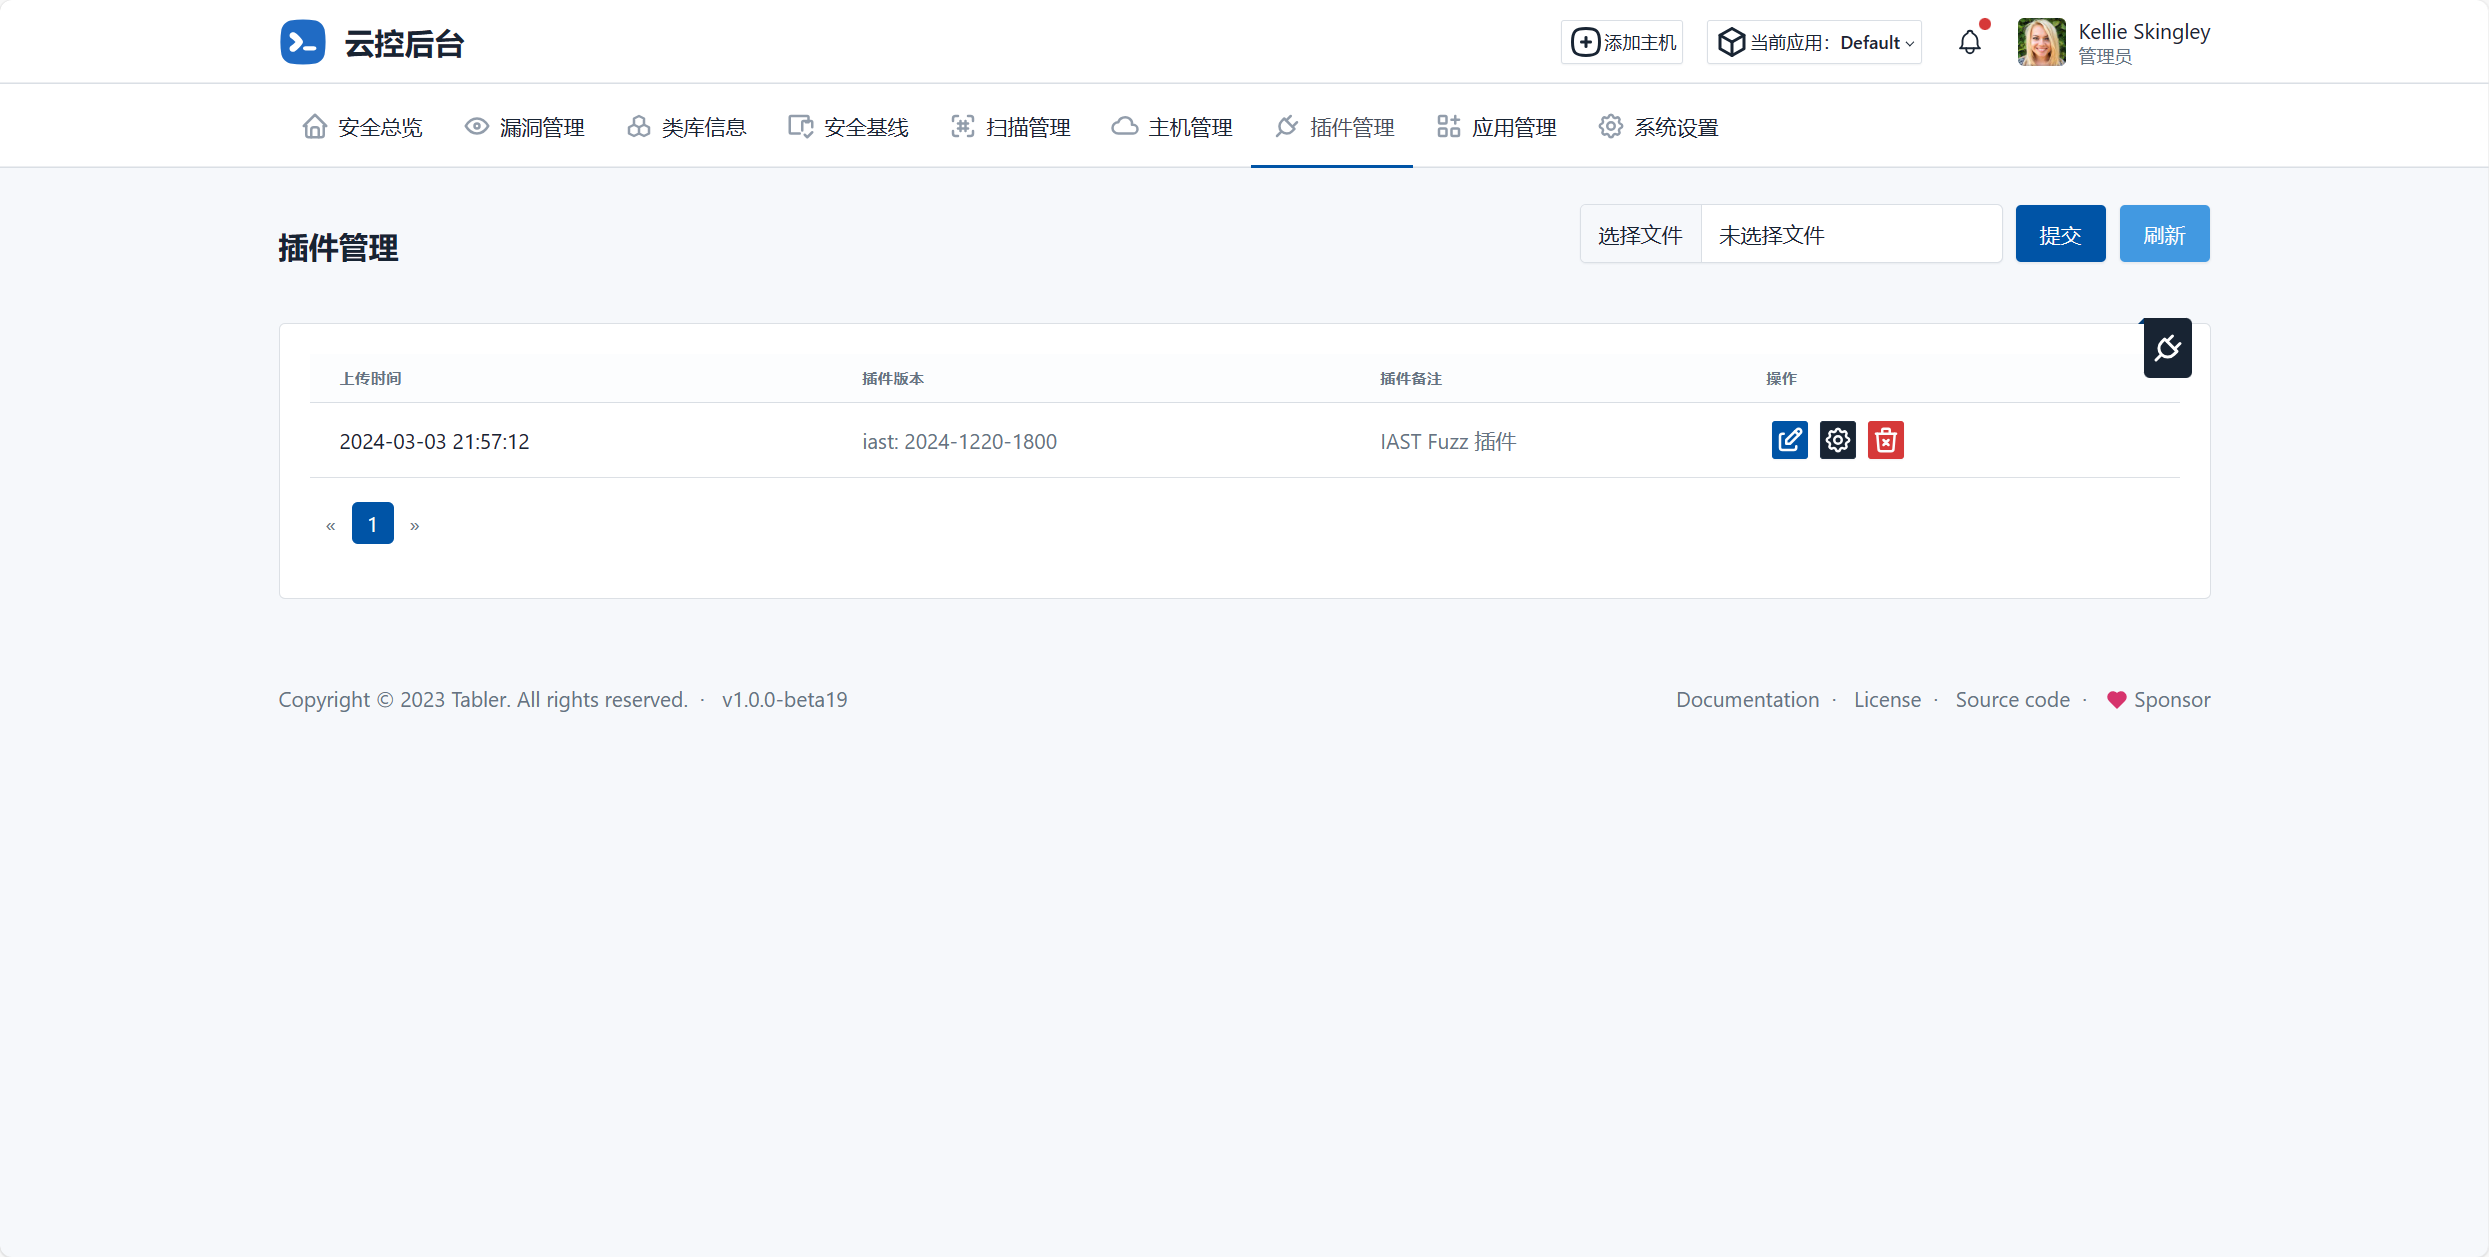 云控后台
添加主机
当前应用：Default
Kellie Skingley
管理员
安全总览 漏洞管理 类库信息 安全基线 扫描管理 主机管理 插件管理 应用管理 系统设置
插件管理
选择文件 未选择文件 提交 刷新
上传时间 插件版本 插件备注 操作
2024-03-03 21:57:12 iast: 2024-1220-1800 IAST Fuzz 插件
« 1 »
Copyright © 2023 Tabler. All rights reserved. · v1.0.0-beta19
Documentation · License · Source code · Sponsor